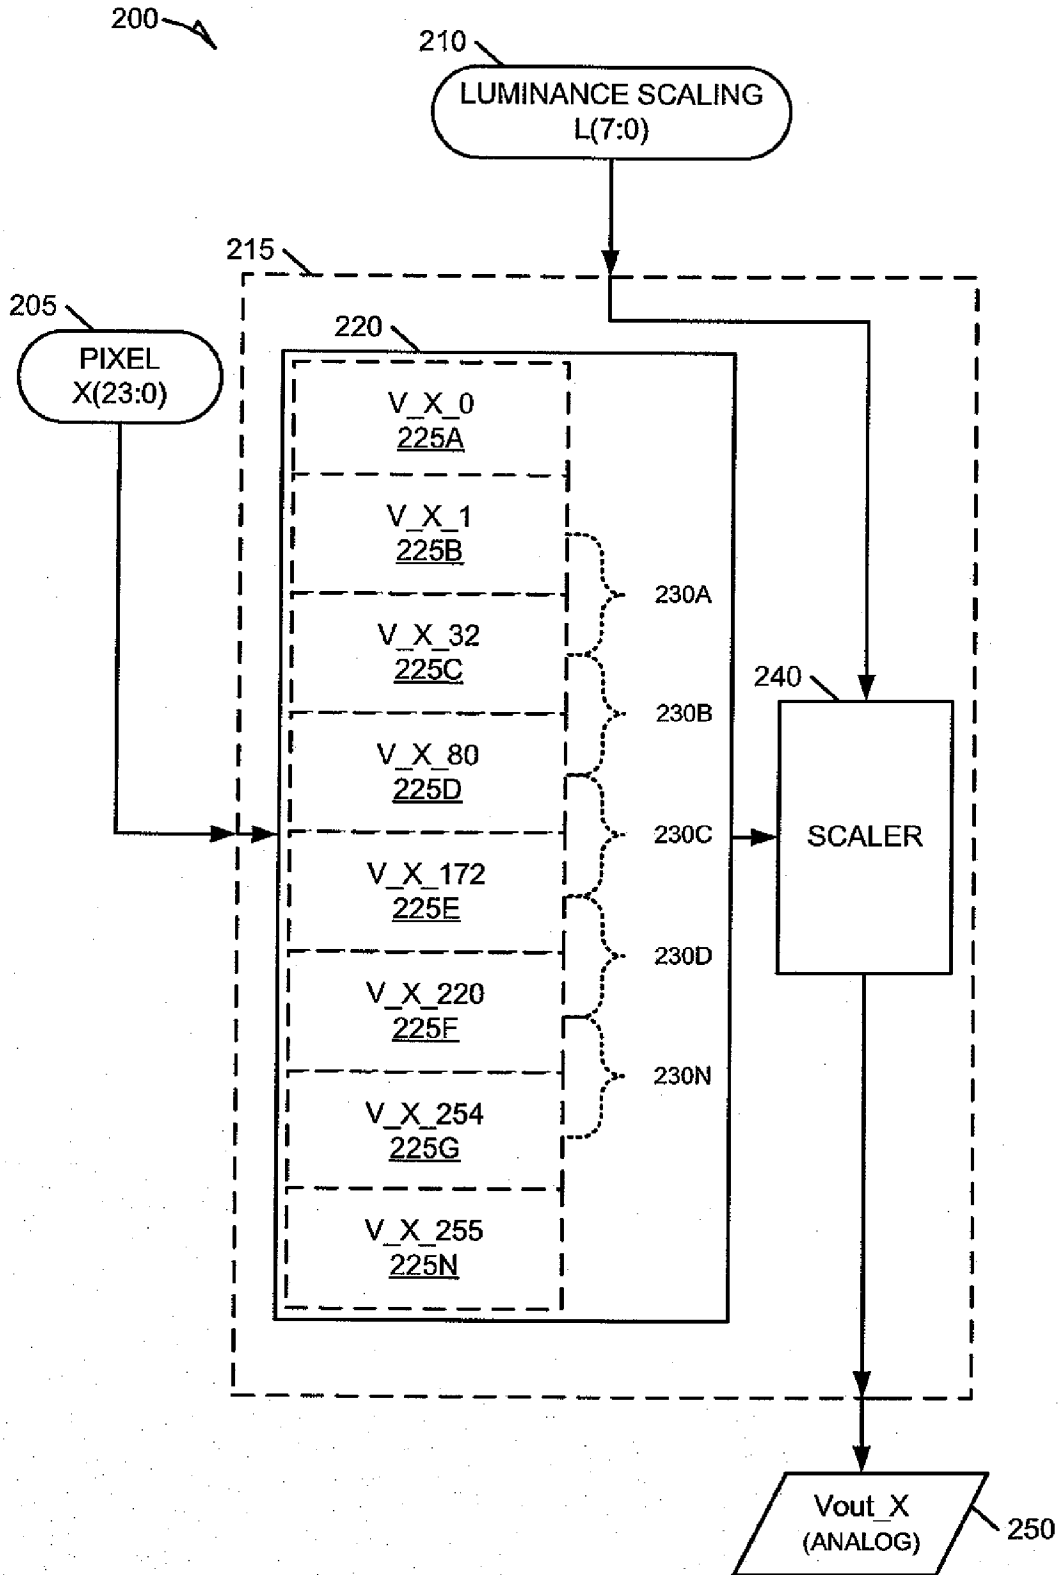 200
210
LUMINANCE SCALING
L(7:0)
215
205
PIXEL
X(23:0)
220
V_X_0
225A
V_X_1
225B
230A
V_X_32
225C
240
230B
V_X_80
225D
230C
SCALER
V_X_172
225E
230D
V_X_220
225F
230N
V_X_254
225G
V_X_255
225N
Vout_X
(ANALOG)
250